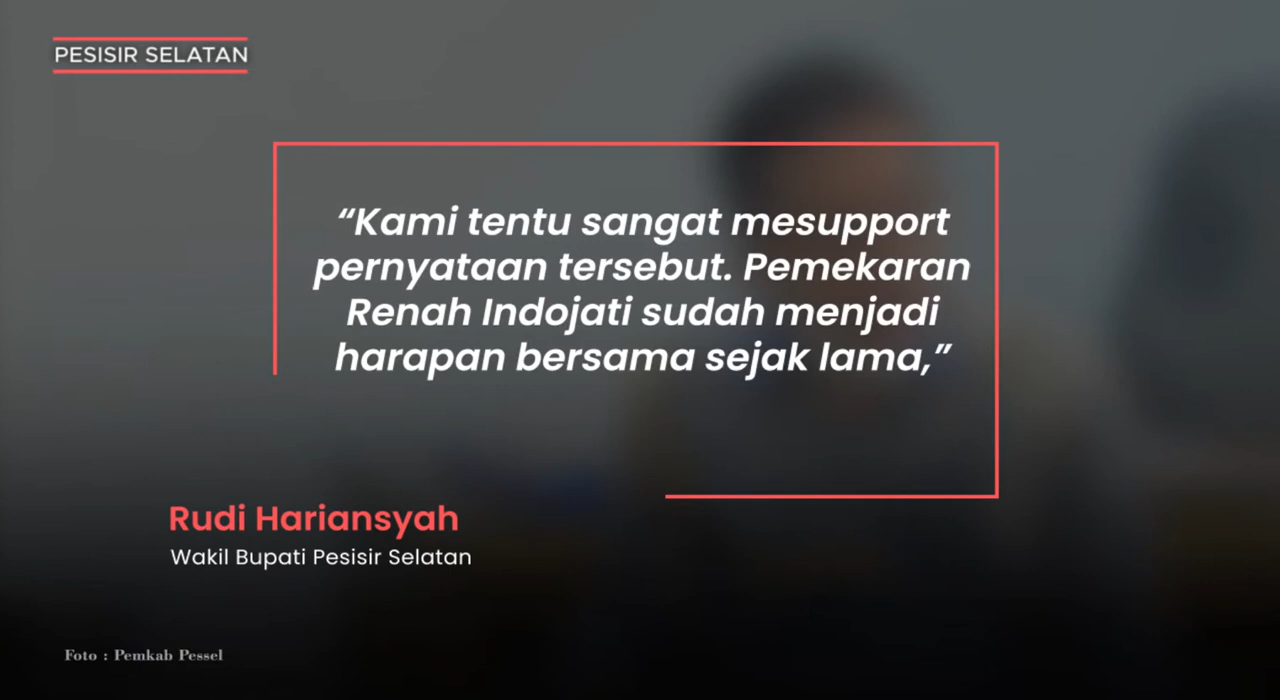 PESISIR SELATAN
“Kami tentu sangat mesupport
pernyataan tersebut. Pemekaran
Renah Indojati sudah menjadi
harapan bersama sejak lama,”
Rudi Hariansyah
Wakil Bupati Pesisir Selatan
Foto : Pemkab Pessel